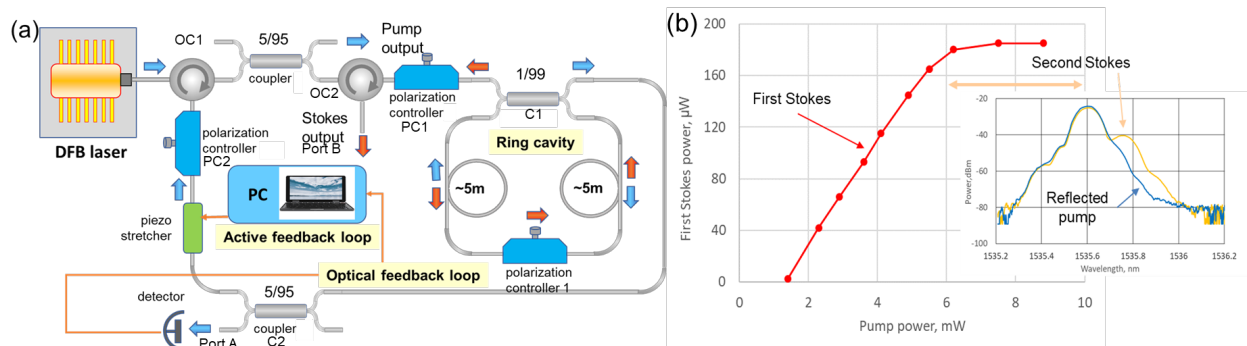 (a)
OC1
5/95
coupler
Pump
output
OC2
polarization
controller
PC1
1/99
C1
DFB laser
polarization
controller
PC2
Stokes
output
Port B
Ring cavity
~5m
~5m
PC
Active feedback loop
piezo
stretcher
Optical feedback loop
polarization
controller 1
detector
5/95
coupler
C2
Port A
(b)
200
160
120
80
40
0
First Stokes power, µW
0
2
4
6
8
10
Pump power, mW
First Stokes
Second Stokes
Reflected
pump
-20
-40
-60
-80
-100
Power,dBm
1535.2
1535.4
1535.6
1535.8
1536
1536.2
Wavelength, nm